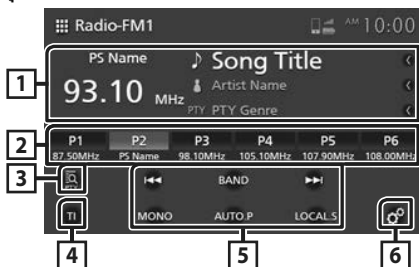 Radio-FM1
AM 10:00
PS Name
Song Title
93.10 MHz
Artist Name
PTY PTY Genre
1
P1 P2 P3 P4 P5 P6
87.50MHz PS Name 98.10MHz 105.10MHz 107.90MHz 108.00MHz
2
3
BAND
TI MONO AUTO.P LOCAL.S
4 5 6